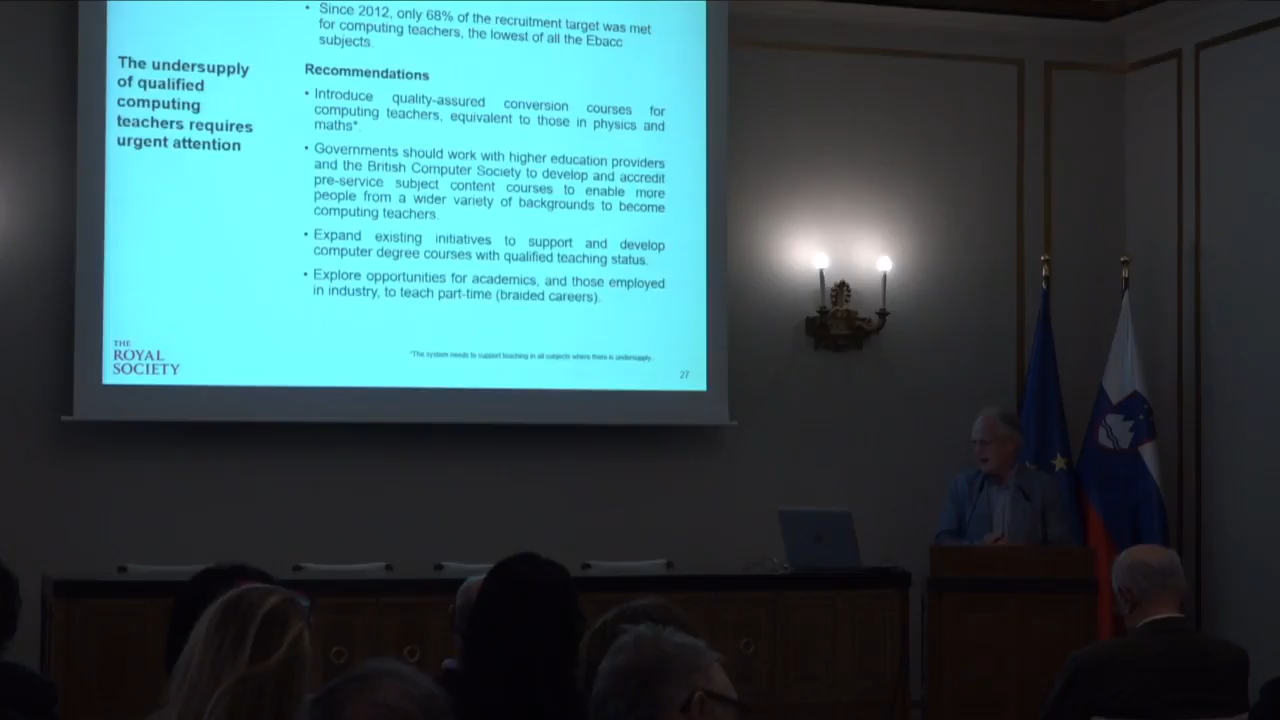 • Since 2012, only 68% of the recruitment target was met
for computing teachers, the lowest of all the Ebacc
subjects.
The undersupply
of qualified
computing
teachers requires
urgent attention
Recommendations
• Introduce quality-assured conversion courses for
computing teachers, equivalent to those in physics and
maths*.
• Governments should work with higher education providers
and the British Computer Society to develop and accredit
pre-service subject content courses to enable more
people from a wider variety of backgrounds to become
computing teachers.
• Expand existing initiatives to support and develop
computer degree courses with qualified teaching status.
• Explore opportunities for academics, and those employed
in industry, to teach part-time (braided careers).
*The system needs to support teaching in all subjects where there is undersupply.
THE
ROYAL
SOCIETY
27